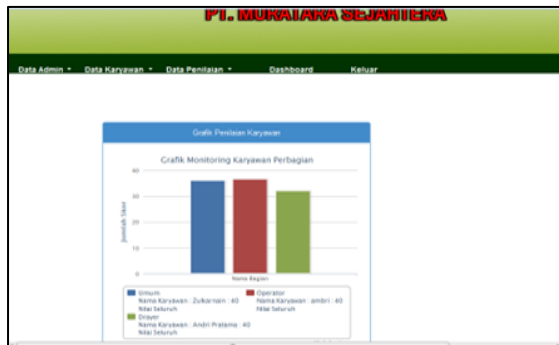 PT. MURATARA SEJAHTERA
Data Admin Data Karyawan Data Penilaian Dashboard Keluar
Grafik Penilaian Karyawan
Grafik Monitoring Karyawan Perbagian
Jumlah Skor
40
30
20
10
0
Nama Bagian
Umum
Nama Karyawan : Zulkarnain : 40
Nilai Seluruh
Operator
Nama Karyawan : ambri : 40
Nilai Seluruh
Drayer
Nama Karyawan : Andri Pratama : 40
Nilai Seluruh